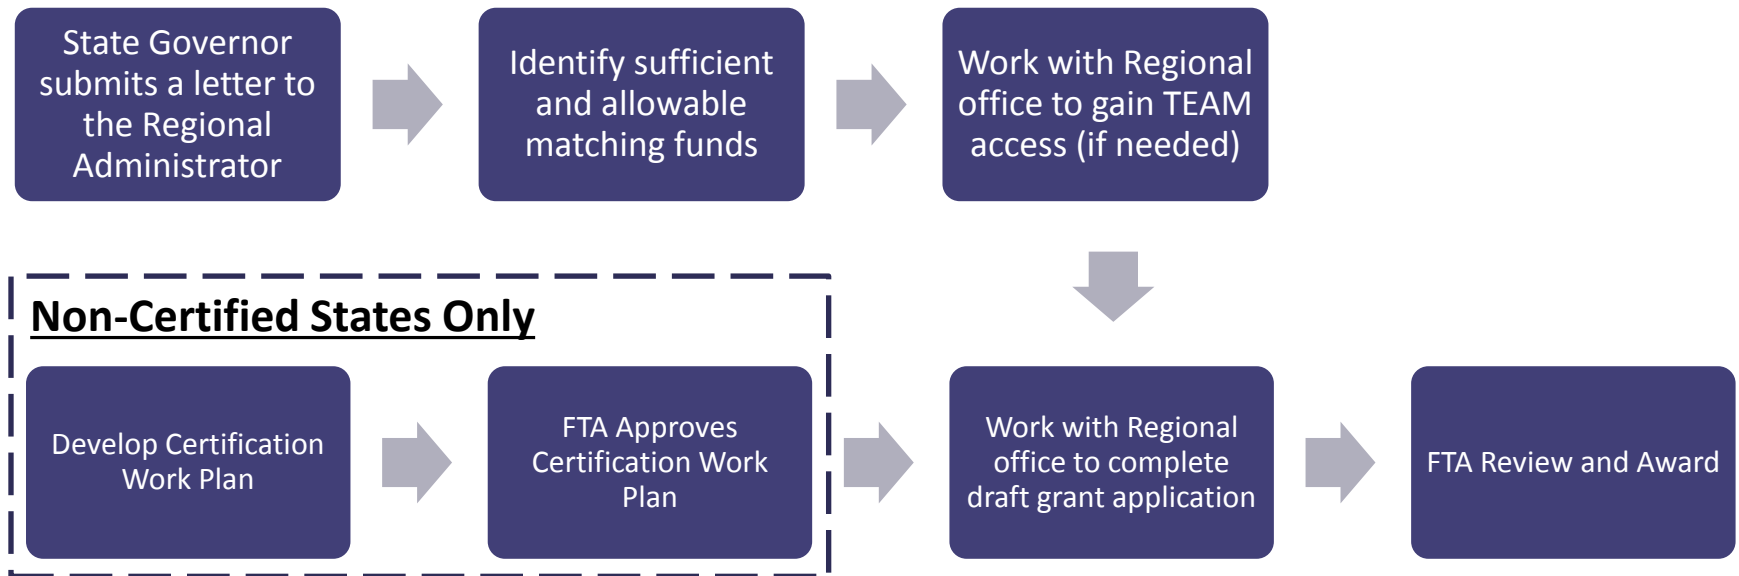 State Governor
submits a letter to
the Regional
Administrator
Identify sufficient
and allowable
matching funds
Work with Regional
office to gain TEAM
access (if needed)
Non-Certified States Only
Develop Certification
Work Plan
FTA Approves
Certification Work
Plan
Work with Regional
office to complete
draft grant application
FTA Review and Award